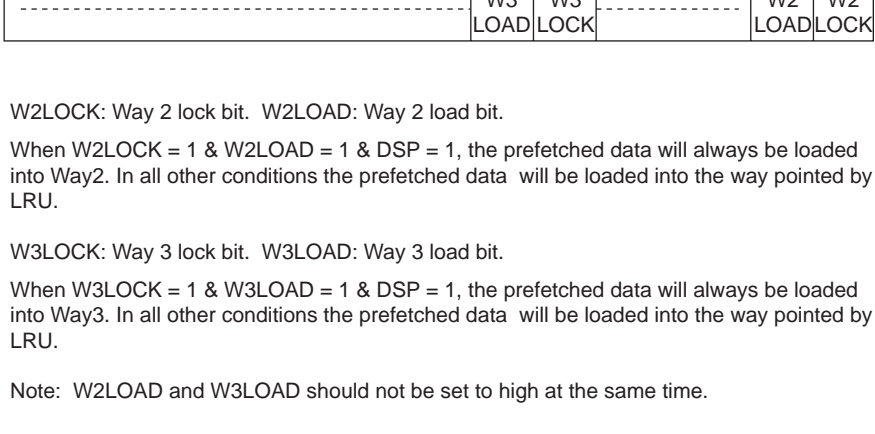 W3 W3 W2 W2
LOAD LOCK LOAD LOCK
W2LOCK: Way 2 lock bit. W2LOAD: Way 2 load bit.
When W2LOCK = 1 & W2LOAD = 1 & DSP = 1, the prefetched data will always be loaded
into Way2. In all other conditions the prefetched data will be loaded into the way pointed by
LRU.
W3LOCK: Way 3 lock bit. W3LOAD: Way 3 load bit.
When W3LOCK = 1 & W3LOAD = 1 & DSP = 1, the prefetched data will always be loaded
into Way3. In all other conditions the prefetched data will be loaded into the way pointed by
LRU.
Note: W2LOAD and W3LOAD should not be set to high at the same time.